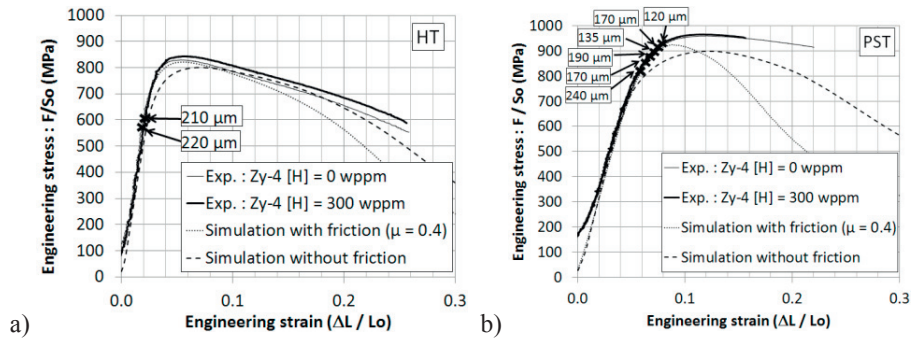 HT
Engineering stress : F/So (MPa)
1000
900
800
700
600
500
400
300
200
100
0
210 µm
220 µm
Exp. : Zy-4 [H] = 0 wppm
Exp. : Zy-4 [H] = 300 wppm
Simulation with friction (µ = 0.4)
Simulation without friction
0.0
0.1
0.2
0.3
Engineering strain (ΔL / Lo)
a)
PST
Engineering stress : F / So (MPa)
1000
900
800
700
600
500
400
300
200
100
0
170 µm
120 µm
135 µm
190 µm
170 µm
240 µm
Exp. : Zy-4 [H] = 0 wppm
Exp. : Zy-4 [H] = 300 wppm
Simulation with friction (µ = 0.4)
Simulation without friction
0.0
0.1
0.2
0.3
Engineering strain (ΔL / Lo)
b)